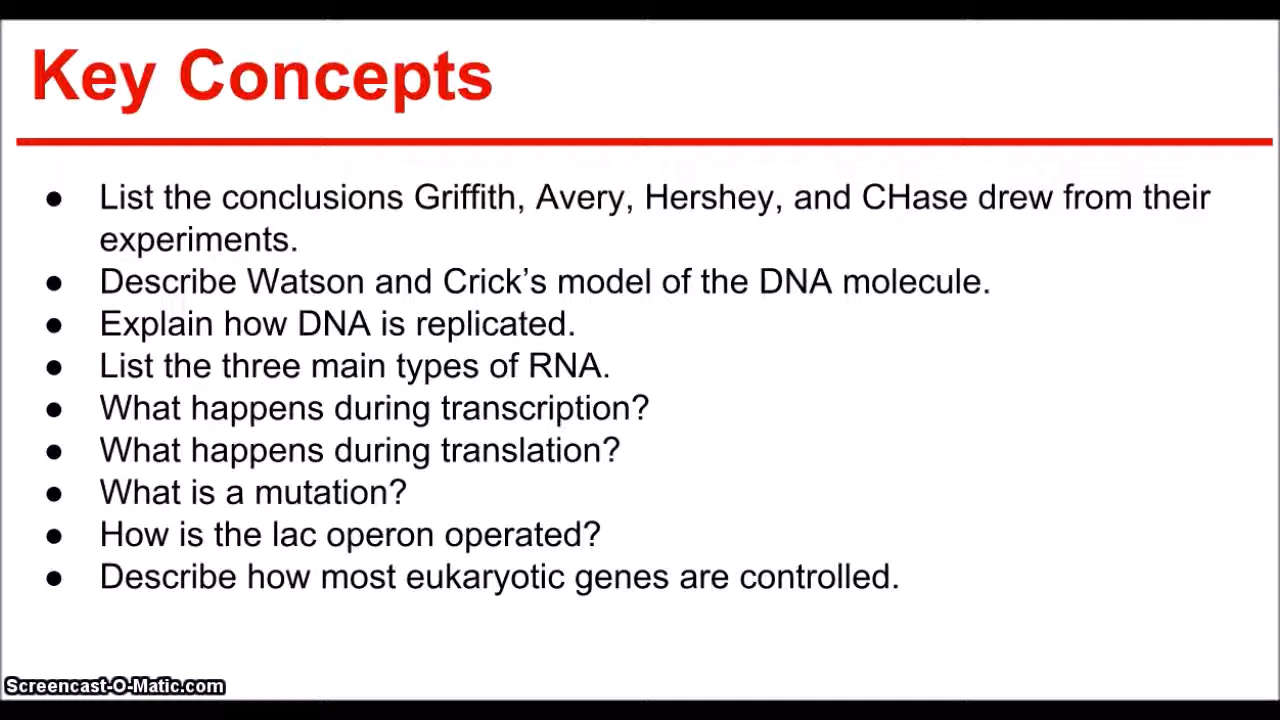 Key Concepts
● List the conclusions Griffith, Avery, Hershey, and CHase drew from their
experiments.
● Describe Watson and Crick’s model of the DNA molecule.
● Explain how DNA is replicated.
● List the three main types of RNA.
● What happens during transcription?
● What happens during translation?
● What is a mutation?
● How is the lac operon operated?
● Describe how most eukaryotic genes are controlled.
Screencast-O-Matic.com